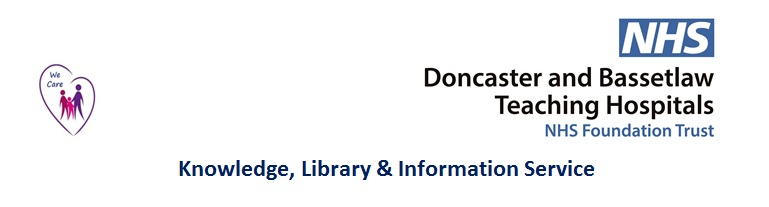 We
Care
NHS
Doncaster and Bassetlaw
Teaching Hospitals
NHS Foundation Trust
Knowledge, Library & Information Service